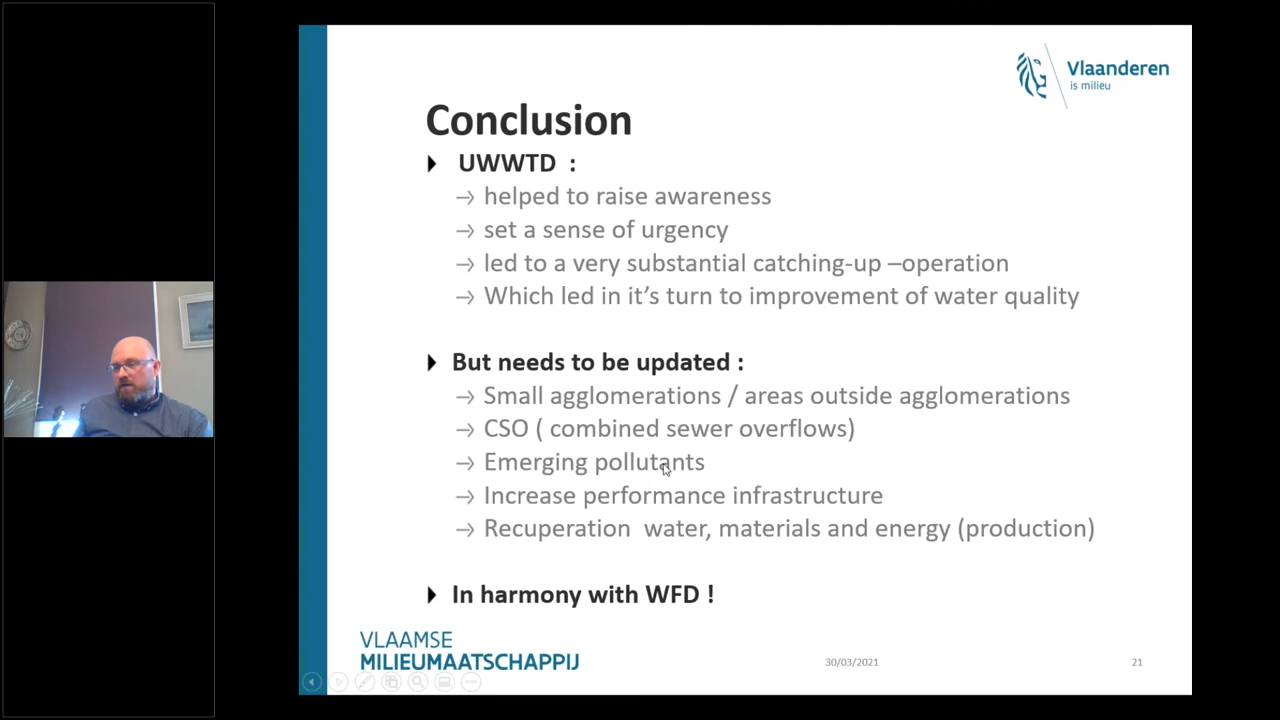 Vlaanderen
is milieu
Conclusion
UWWTD :
helped to raise awareness
set a sense of urgency
led to a very substantial catching-up –operation
Which led in it’s turn to improvement of water quality
But needs to be updated :
Small agglomerations / areas outside agglomerations
CSO ( combined sewer overflows)
Emerging pollutants
Increase performance infrastructure
Recuperation water, materials and energy (production)
In harmony with WFD !
VLAAMSE
MILIEUMAATSCHAPPIJ
30/03/2021
21